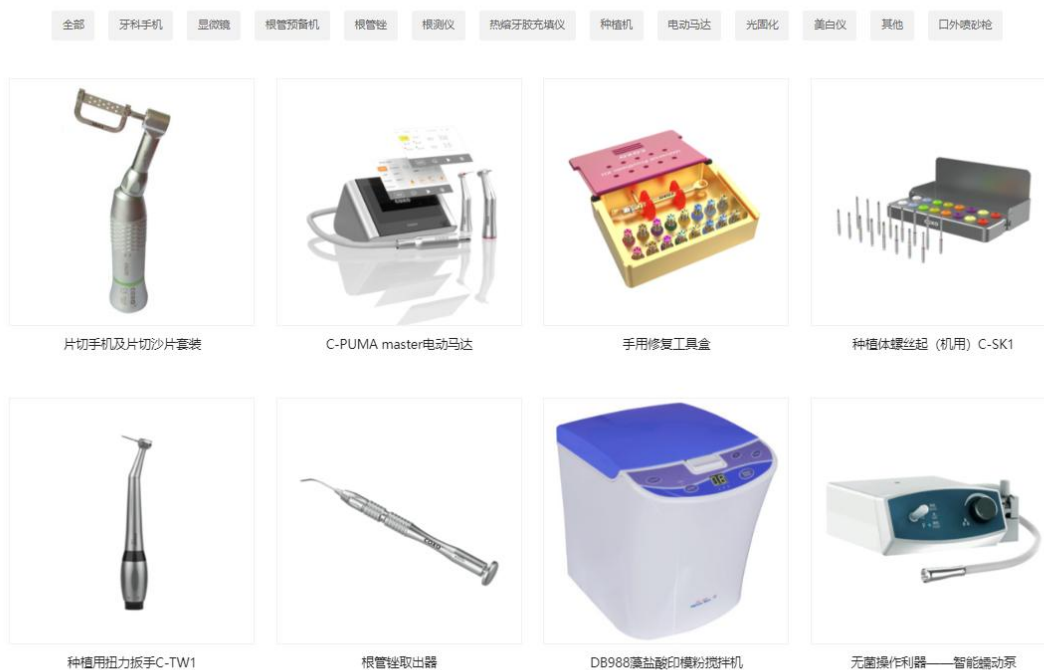 全部 牙科手机 显微镜 根管预备机 根管锉 根测仪 热熔牙胶充填仪 种植机 电动马达 光固化 美白仪 其他 口外喷砂枪
片切手机及片切沙片套装 C-PUMA master电动马达 手用修复工具盒 种植体螺丝起（机用）C-SK1
种植用扭力扳手C-TW1 根管锉取出器 DB988藻盐酸印模粉搅拌机 无菌操作利器——智能蠕动泵